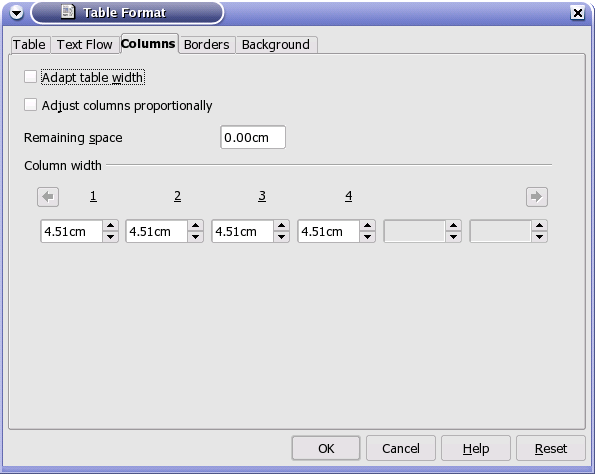 Table Format
Table Text Flow Columns Borders Background
Adapt table width
Adjust columns proportionally
Remaining space 0.00cm
Column width
1 2 3 4
4.51cm 4.51cm 4.51cm 4.51cm
OK Cancel Help Reset